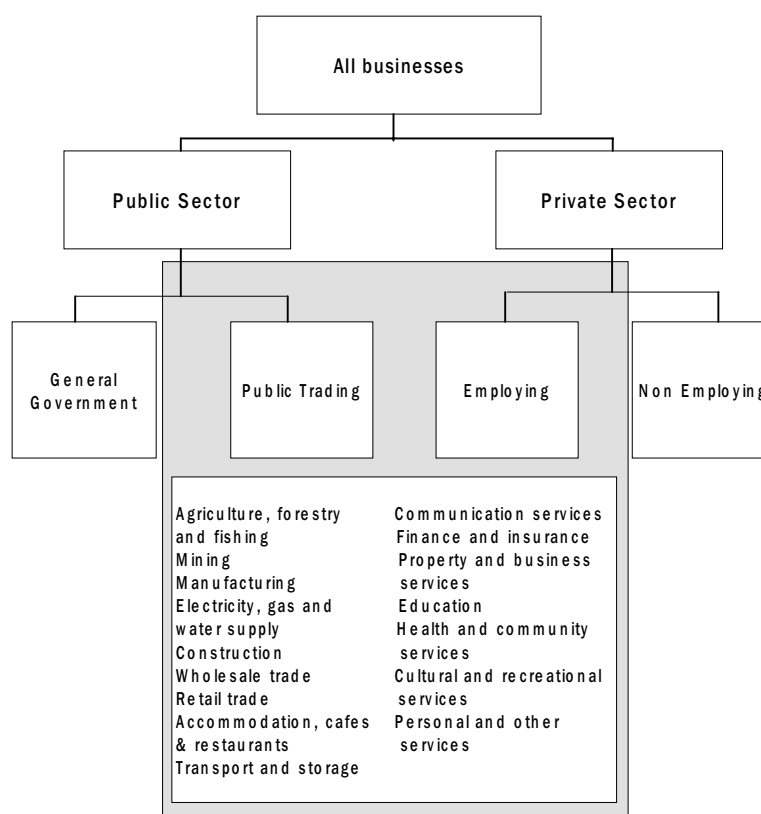 All businesses
Public Sector
Private Sector
General
Government
Public Trading
Employing
Non Employing
Agriculture, forestry
and fishing
Mining
Manufacturing
Electricity, gas and
water supply
Construction
Wholesale trade
Retail trade
Accommodation, cafes
& restaurants
Transport and storage
Communication services
Finance and insurance
Property and business
services
Education
Health and community
services
Cultural and recreational
services
Personal and other
services